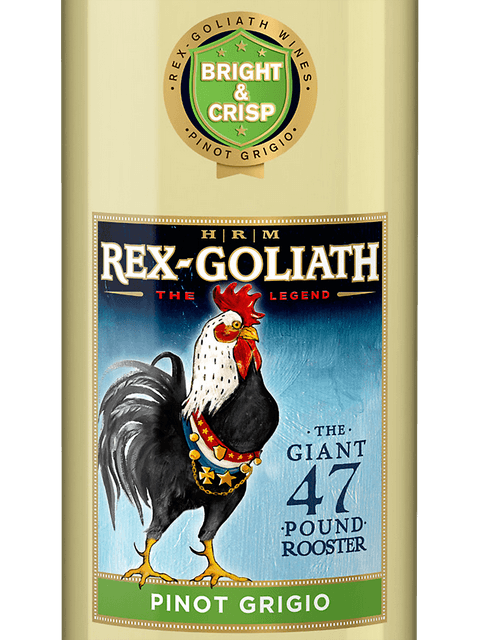 ·REX-GOLIATH WINES·
BRIGHT
&
CRISP
·PINOT GRIGIO·
H|R|M
REX-GOLIATH
THE LEGEND
·THE·
GIANT
47
·POUND·
ROOSTER
PINOT GRIGIO